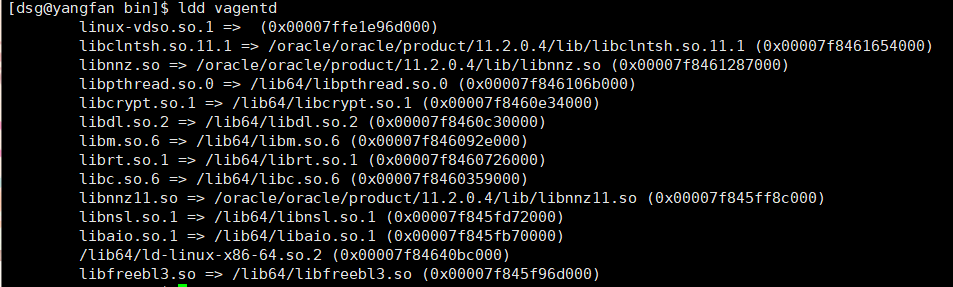 [dsg@yangfan bin]$ ldd vagentd
linux-vdso.so.1 =>  (0x00007ffe1e96d000)
libclntsh.so.11.1 => /oracle/oracle/product/11.2.0.4/lib/libclntsh.so.11.1 (0x00007f8461654000)
libnnz.so => /oracle/oracle/product/11.2.0.4/lib/libnnz.so (0x00007f8461287000)
libpthread.so.0 => /lib64/libpthread.so.0 (0x00007f846106b000)
libcrypt.so.1 => /lib64/libcrypt.so.1 (0x00007f8460e34000)
libdl.so.2 => /lib64/libdl.so.2 (0x00007f8460c30000)
libm.so.6 => /lib64/libm.so.6 (0x00007f846092e000)
librt.so.1 => /lib64/librt.so.1 (0x00007f8460726000)
libc.so.6 => /lib64/libc.so.6 (0x00007f8460359000)
libnnz11.so => /oracle/oracle/product/11.2.0.4/lib/libnnz11.so (0x00007f845ff8c000)
libnsl.so.1 => /lib64/libnsl.so.1 (0x00007f845fd72000)
libaio.so.1 => /lib64/libaio.so.1 (0x00007f845fb70000)
/lib64/ld-linux-x86-64.so.2 (0x00007f84640bc000)
libfreebl3.so => /lib64/libfreebl3.so (0x00007f845f96d000)